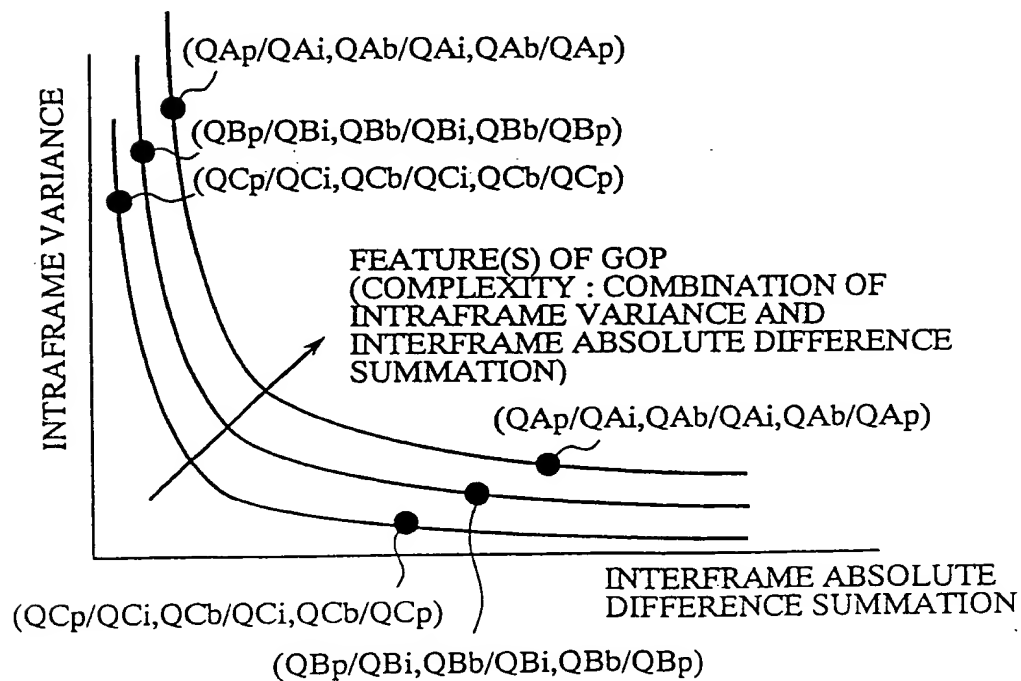 (QAp/QAi,QAb/QAi,QAb/QAp)
(QBp/QBi,QBb/QBi,QBb/QBp)
(QCp/QCi,QCb/QCi,QCb/QCp)
INTRAFRAME VARIANCE
FEATURE(S) OF GOP
(COMPLEXITY : COMBINATION OF
INTRAFRAME VARIANCE AND
INTERFRAME ABSOLUTE DIFFERENCE
SUMMATION)
(QAp/QAi,QAb/QAi,QAb/QAp)
INTERFRAME ABSOLUTE
DIFFERENCE SUMMATION
(QCp/QCi,QCb/QCi,QCb/QCp)
(QBp/QBi,QBb/QBi,QBb/QBp)